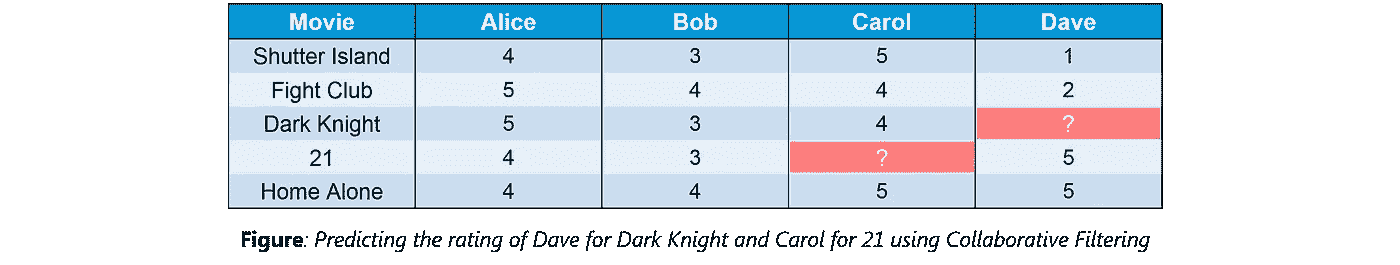 Movie Alice Bob Carol Dave
Shutter Island 4 3 5 1
Fight Club 5 4 4 2
Dark Knight 5 3 4 ?
21 4 3 ? 5
Home Alone 4 4 5 5
Figure: Predicting the rating of Dave for Dark Knight and Carol for 21 using Collaborative Filtering